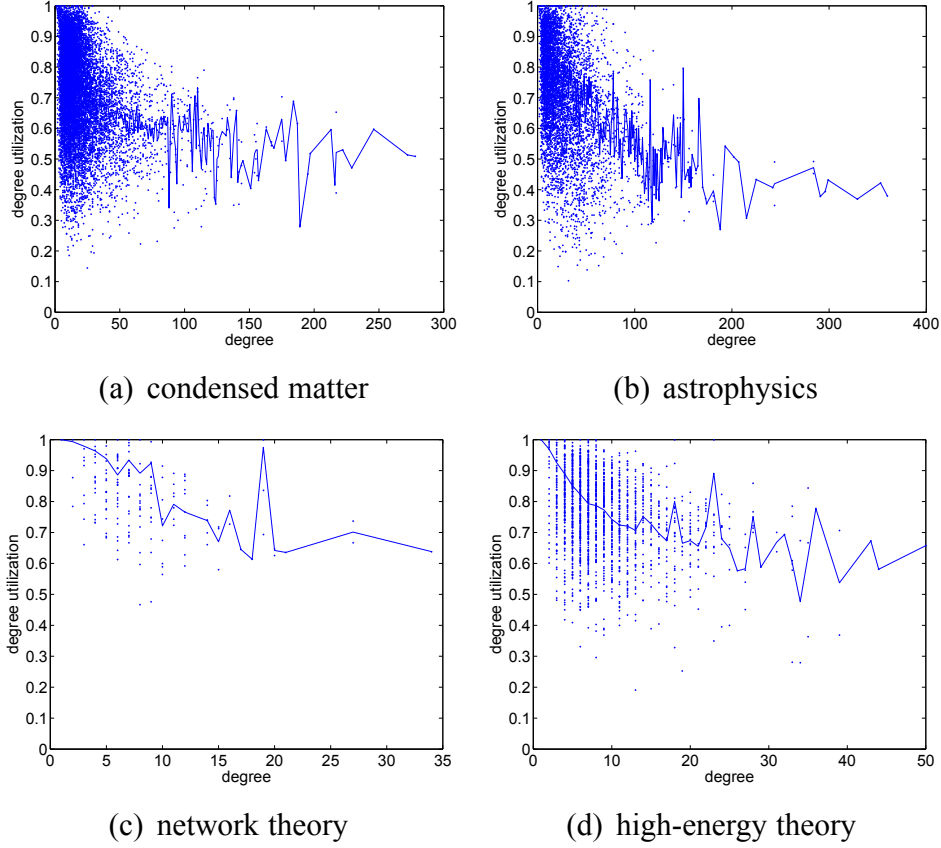 1
0.9
0.8
0.7
0.6
0.5
0.4
0.3
0.2
0.1
0
degree utilization
0 50 100 150 200 250 300
degree
(a) condensed matter
1
0.9
0.8
0.7
0.6
0.5
0.4
0.3
0.2
0.1
0
degree utilization
0 100 200 300 400
degree
(b) astrophysics
1
0.9
0.8
0.7
0.6
0.5
0.4
0.3
0.2
0.1
0
degree utilization
0 5 10 15 20 25 30 35
degree
(c) network theory
1
0.9
0.8
0.7
0.6
0.5
0.4
0.3
0.2
0.1
0
degree utilization
0 10 20 30 40 50
degree
(d) high-energy theory